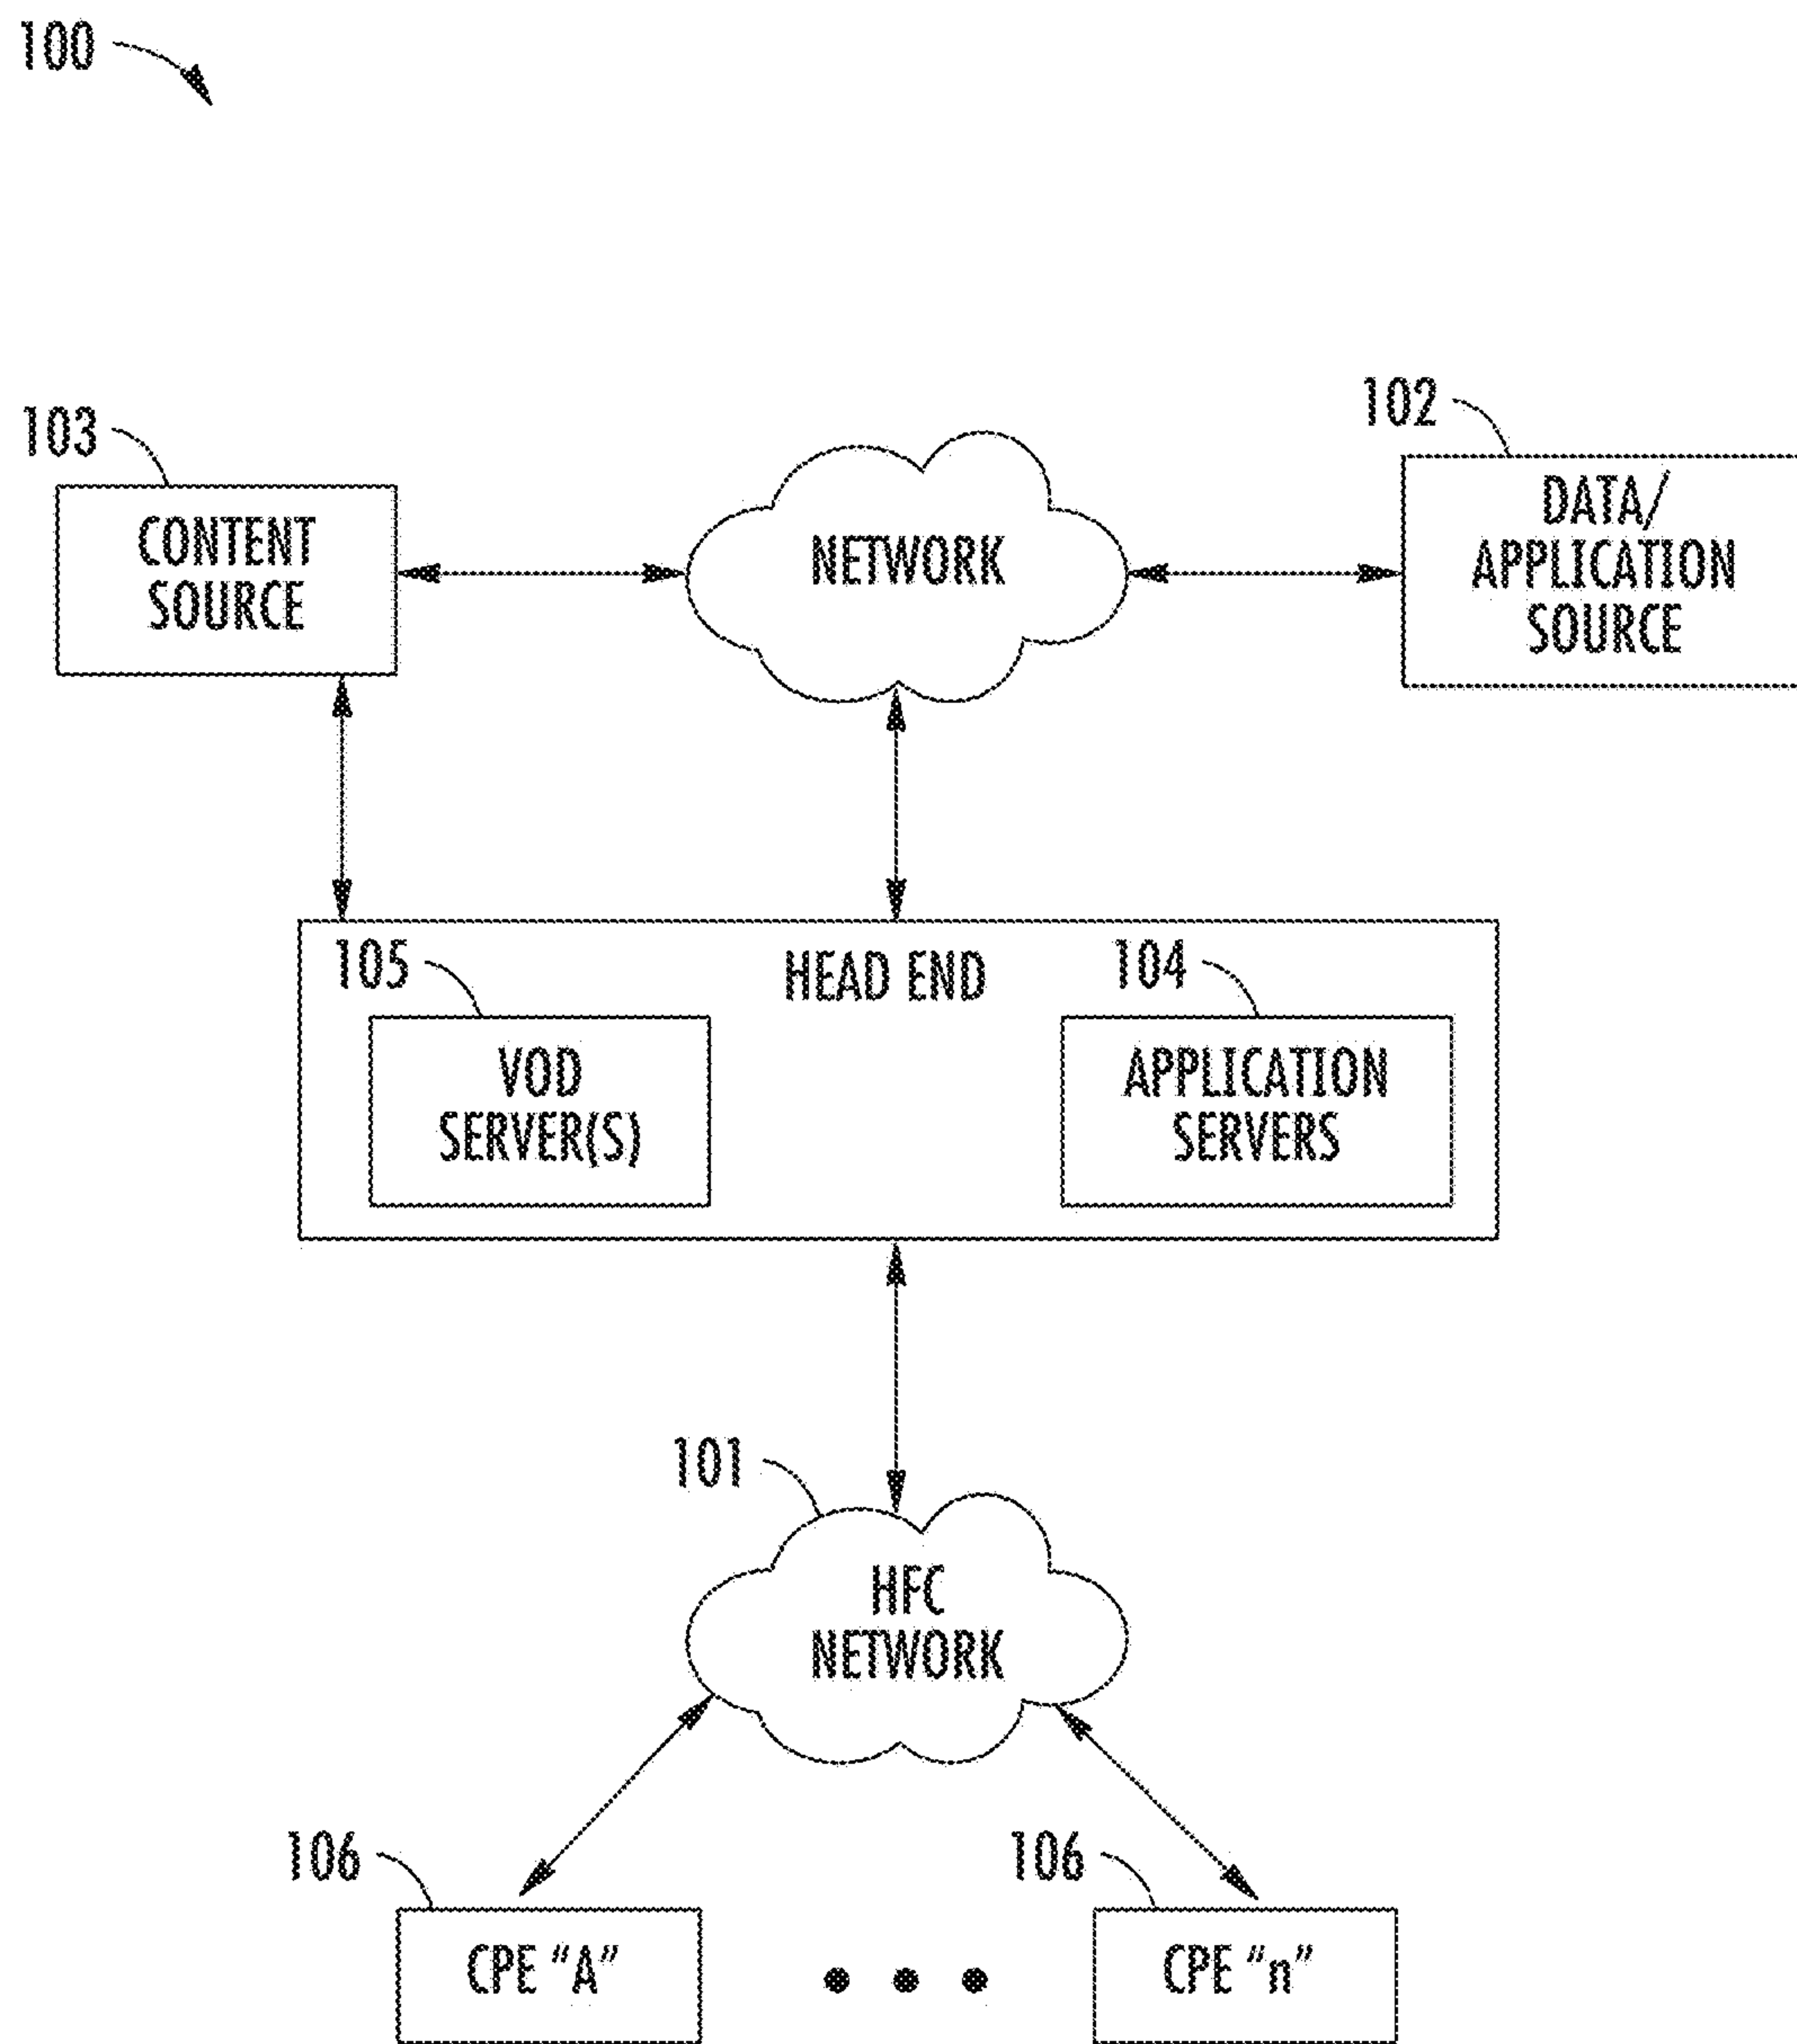 100
103
102
CONTENT
SOURCE
NETWORK
DATA/
APPLICATION
SOURCE
105
HEAD END
104
VOD
SERVER(S)
APPLICATION
SERVERS
101
HFC
NETWORK
106
106
CPE "A"
CPE "n"